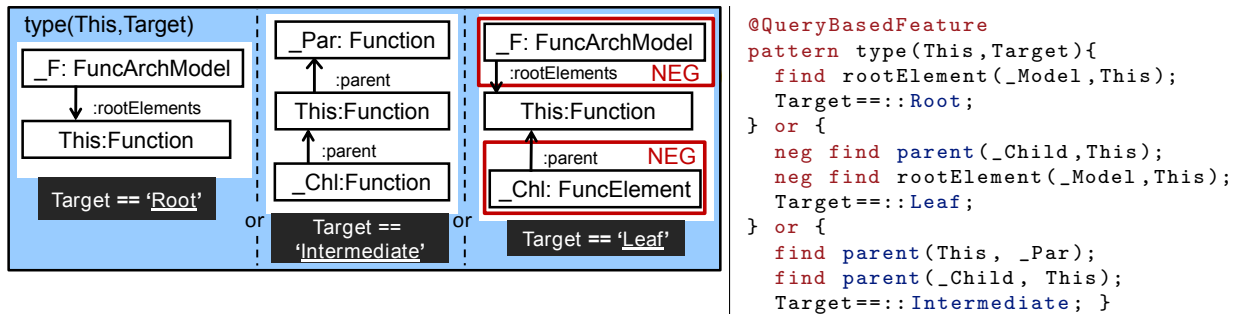 type(This,Target)
_F: FuncArchModel
:rootElements
This:Function
Target == ‘Root’
or
_Par: Function
:parent
This:Function
:parent
_Chl:Function
Target ==
‘Intermediate’
or
_F: FuncArchModel
NEG
:rootElements
This:Function
:parent
NEG
_Chl: FuncElement
Target == ‘Leaf’
@QueryBasedFeature
pattern type(This,Target){
find rootElement(_Model,This);
Target==::Root;
} or {
neg find parent(_Child,This);
neg find rootElement(_Model,This);
Target==::Leaf;
} or {
find parent(This, _Par);
find parent(_Child, This);
Target==::Intermediate; }